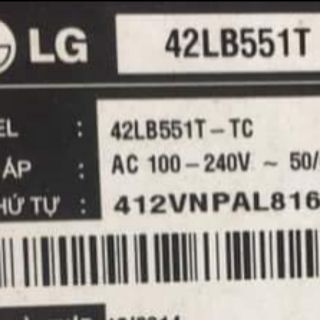 LG 42LB551T
EL : 42LB551T-TC
ÁP : AC 100-240V ~ 50/
HỨ TỰ : 412VNPAL816